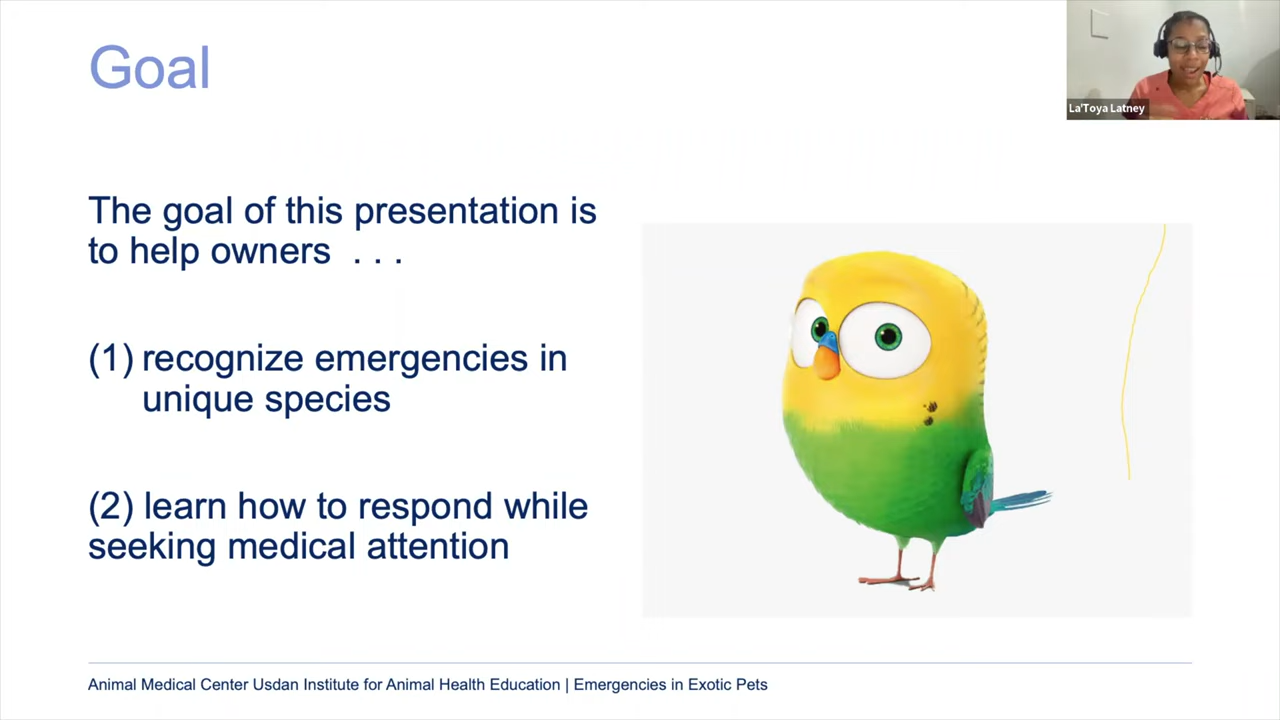 Goal
La'Toya Latney
The goal of this presentation is
to help owners . . .
(1) recognize emergencies in
unique species
(2) learn how to respond while
seeking medical attention
Animal Medical Center Usdan Institute for Animal Health Education | Emergencies in Exotic Pets